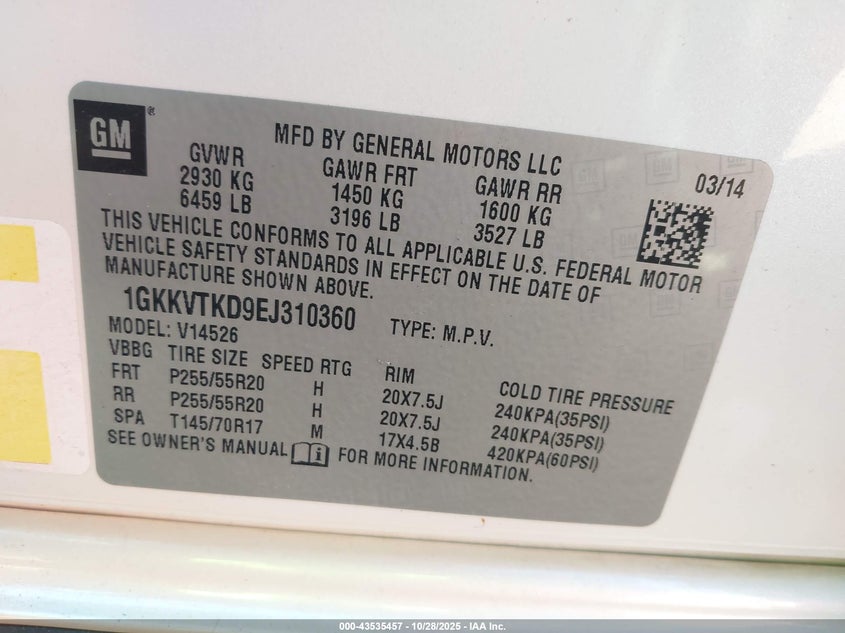 GM
MFD BY GENERAL MOTORS LLC
03/14
GVWR GAWR FRT GAWR RR
2930 KG 1450 KG 1600 KG
6459 LB 3196 LB 3527 LB
THIS VEHICLE CONFORMS TO ALL APPLICABLE U.S. FEDERAL MOTOR
VEHICLE SAFETY STANDARDS IN EFFECT ON THE DATE OF
MANUFACTURE SHOWN ABOVE.
1GKKVTKD9EJ310360
TYPE: M.P.V.
MODEL: V14526
VBBG TIRE SIZE SPEED RTG RIM COLD TIRE PRESSURE
FRT P255/55R20 H 20X7.5J 240KPA(35PSI)
RR P255/55R20 H 20X7.5J 240KPA(35PSI)
SPA T145/70R17 M 17X4.5B 420KPA(60PSI)
SEE OWNER'S MANUAL i FOR MORE INFORMATION.
000-43535457 - 10/28/2025 - IAA Inc.